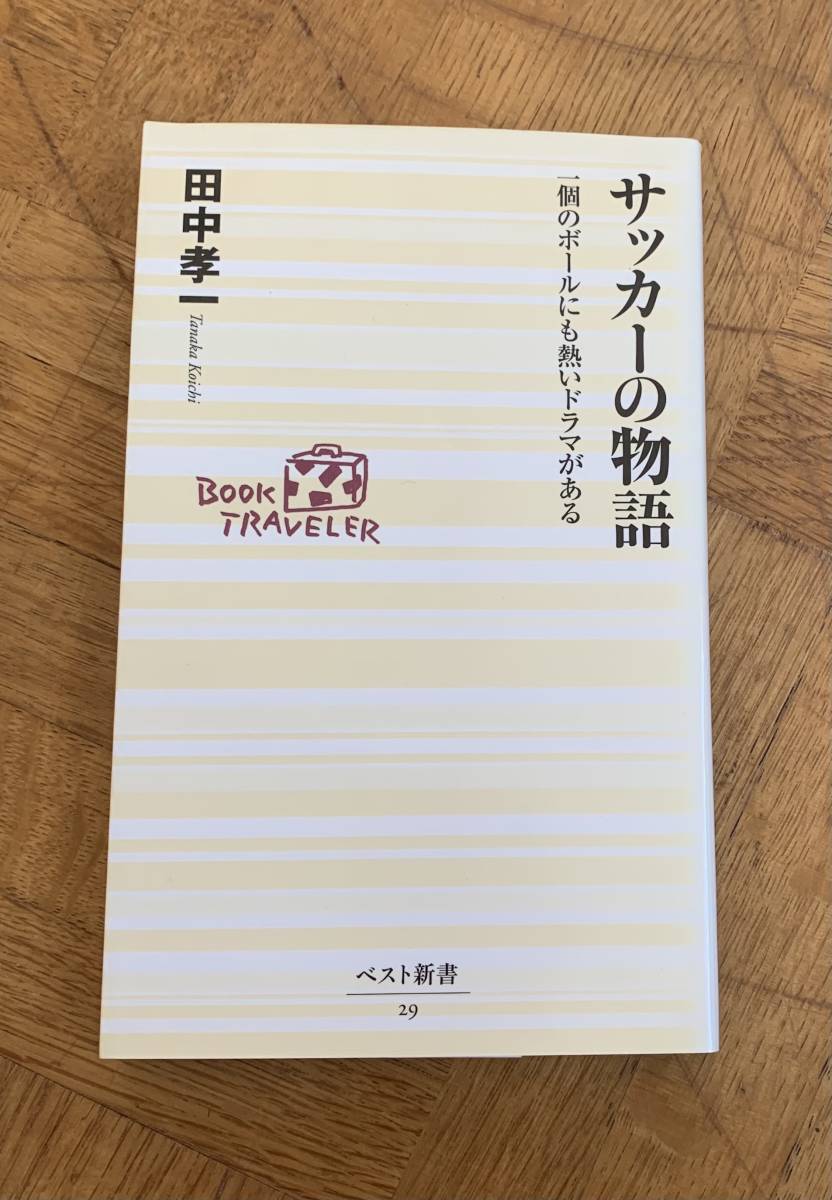 サッカーの物語
一個のボールにも熱いドラマがある
田中孝一
Tanaka Koichi
BOOK
TRAVELER
ベスト新書
29